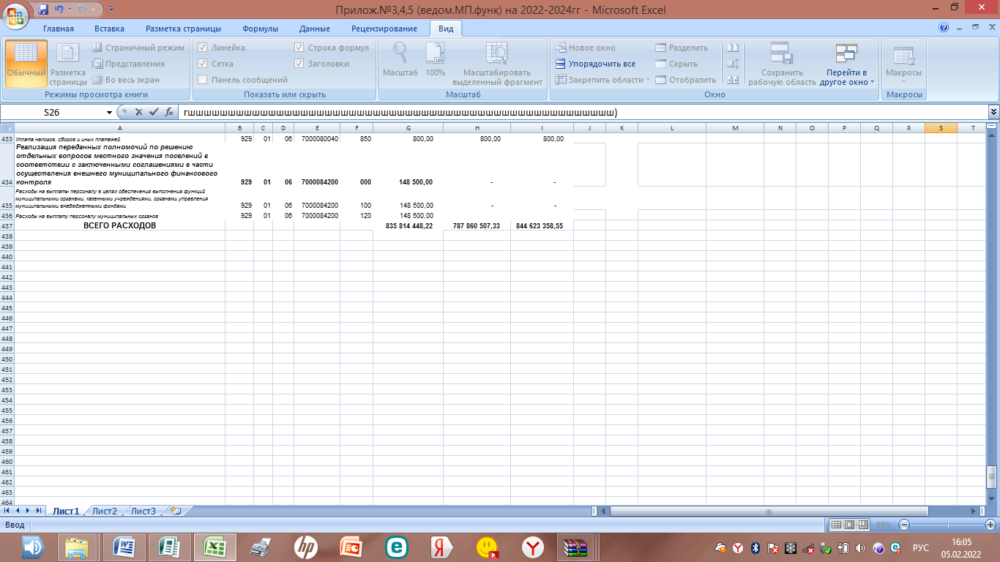 Прилож.№3,4,5 (ведом.МП.функ) на 2022-2024гг - Microsoft Excel
Главная Вставка Разметка страницы Формулы Данные Рецензирование Вид
Обычный Разметка страницы Страничный режим Представления Во весь экран
Режимы просмотра книги
Линейка Строка формул
Сетка Заголовки
Панель сообщений
Показать или скрыть
Масштаб 100% Масштабировать выделенный фрагмент
Масштаб
Новое окно Разделить
Упорядочить все Скрыть
Закрепить области Отобразить
Сохранить рабочую область Перейти в другое окно
Окно
Макросы
Макросы
S26
A B C D E F G H I J K L M N O P Q R S T
433 Уплата налогов, сборов и иных платежей 929 01 06 7000080040 850 800,00 800,00 800,00
Реализация переданных полномочий по решению
отдельных вопросов местного значения поселений в
соответствии с заключенными соглашениями в части
осуществления внешнего муниципального финансового
434 контроля 929 01 06 7000084200 000 148 500,00 - -
Расходы на выплаты персоналу в целях обеспечения выполнения функций
муниципальными органами, казенными учреждениями, органами управления
435 муниципальными внебюджетными фондами 929 01 06 7000084200 100 148 500,00 - -
436 Расходы на выплату персоналу муниципальных органов 929 01 06 7000084200 120 148 500,00
437 ВСЕГО РАСХОДОВ 835 814 448,22 787 860 507,33 844 623 358,55
438
439
440
441
442
443
444
445
446
447
448
449
450
451
452
453
454
455
456
457
458
459
460
461
462
463
464
Лист1 Лист2 Лист3
Ввод 69%
РУС 16:05
05.02.2022